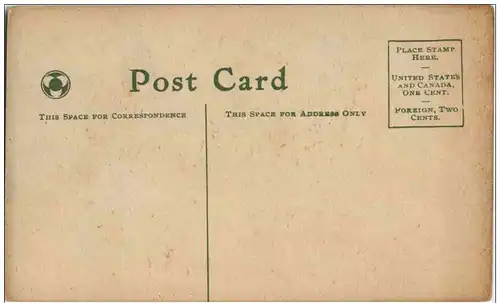 Post Card
THIS SPACE FOR CORRESPONDENCE
THIS SPACE FOR ADDRESS ONLY
PLACE STAMP
HERE.
UNITED STATES
AND CANADA,
ONE CENT.
FOREIGN, TWO
CENTS.